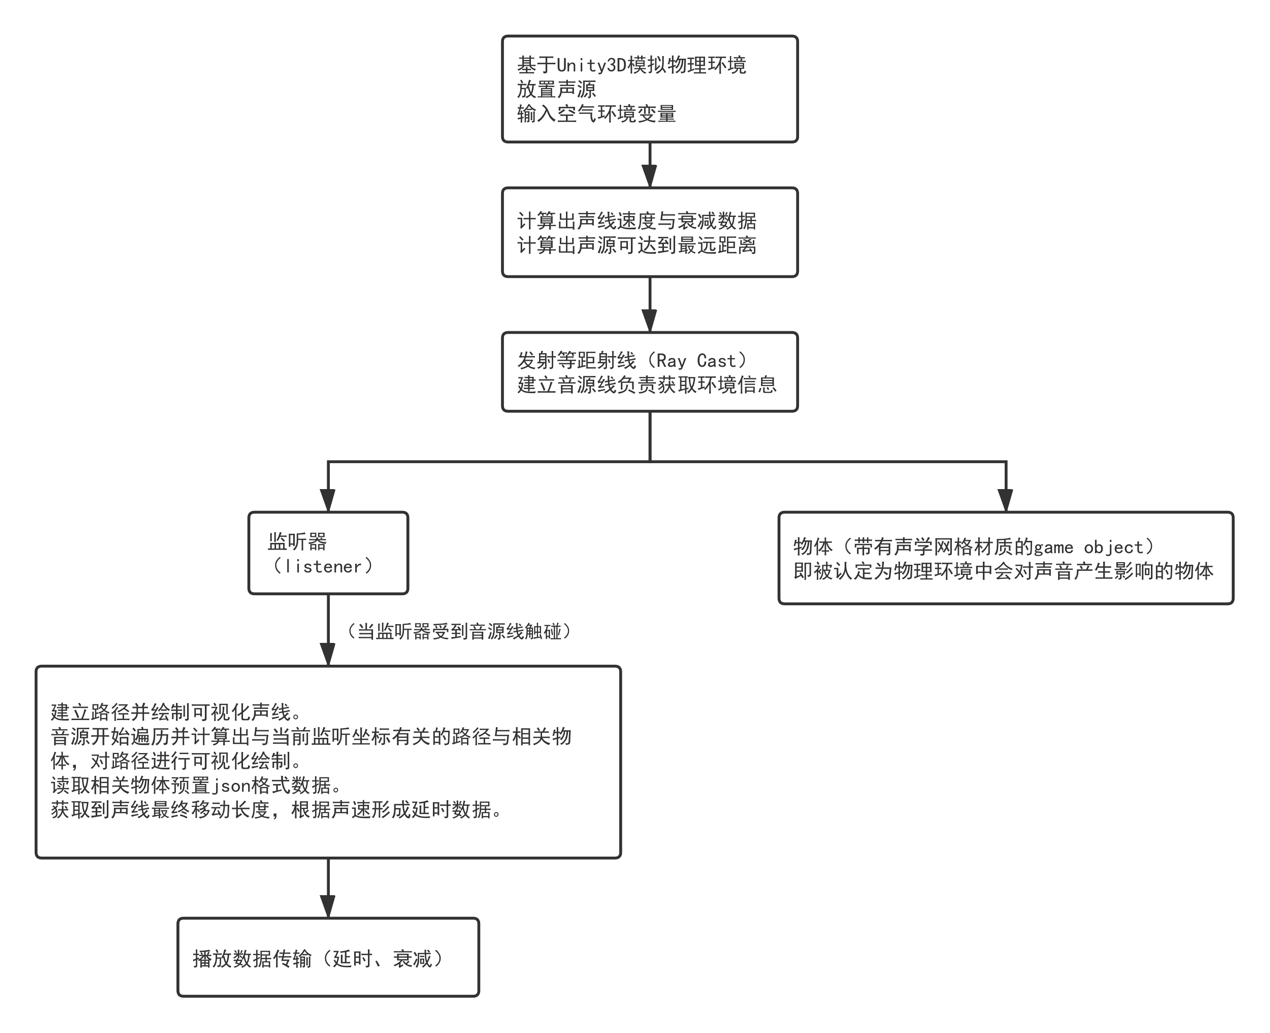 基于Unity3D模拟物理环境
放置声源
输入空气环境变量
计算出声线速度与衰减数据
计算出声源可达到最远距离
发射等距射线（Ray Cast）
建立音源线负责获取环境信息
监听器
（listener）
物体（带有声学网格材质的game object）
即被认定为物理环境中会对声音产生影响的物体
（当监听器受到音源线触碰）
建立路径并绘制可视化声线。
音源开始遍历并计算出与当前监听坐标有关的路径与相关物
体，对路径进行可视化绘制。
读取相关物体预置json格式数据。
获取到声线最终移动长度，根据声速形成延时数据。
播放数据传输（延时、衰减）